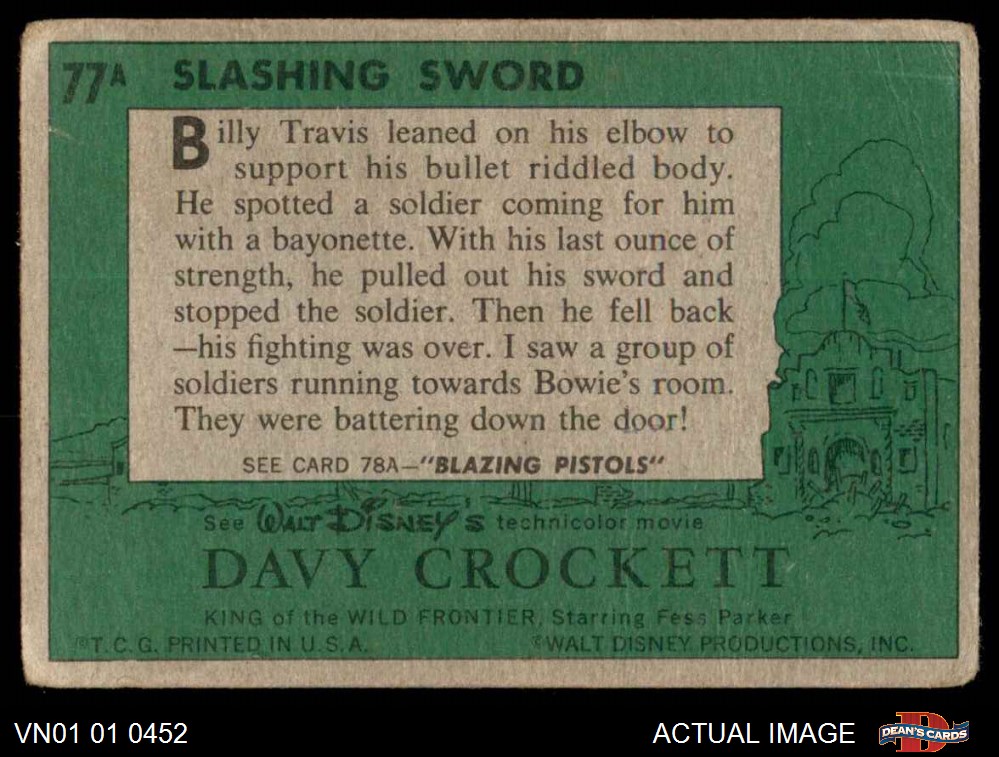 77A SLASHING SWORD
Billy Travis leaned on his elbow to
support his bullet riddled body.
He spotted a soldier coming for him
with a bayonette. With his last ounce of
strength, he pulled out his sword and
stopped the soldier. Then he fell back
—his fighting was over. I saw a group of
soldiers running towards Bowie's room.
They were battering down the door!
SEE CARD 78A—"BLAZING PISTOLS"
See WALT DISNEY'S technicolor movie
DAVY CROCKETT
KING of the WILD FRONTIER, Starring Fess Parker
©T.C.G. PRINTED IN U.S.A. ©WALT DISNEY PRODUCTIONS, INC.
VN01 01 0452 ACTUAL IMAGE D DEAN'S CARDS